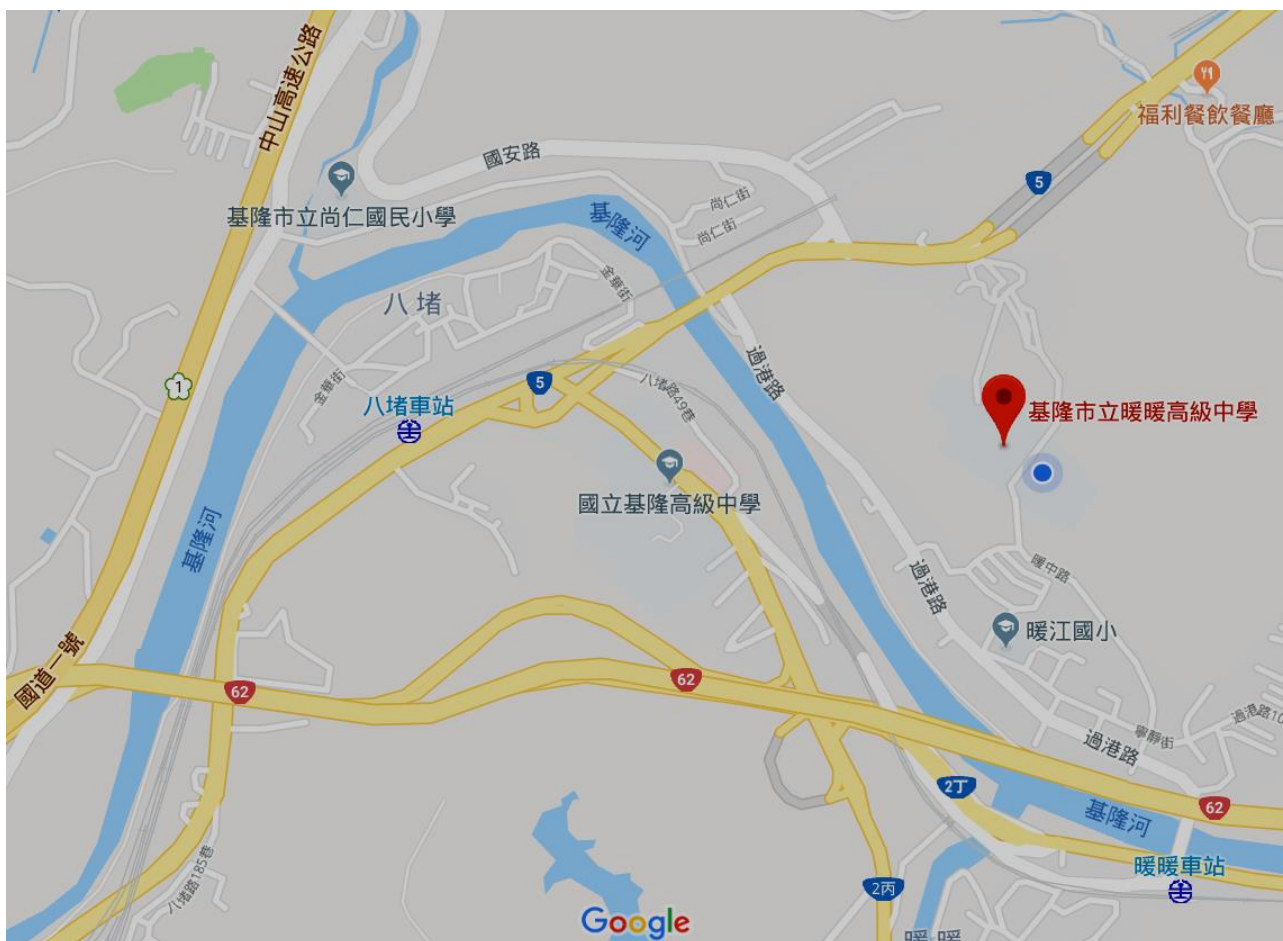 中山高速公路
福利餐飲餐廳
國安路
5
基隆市立尚仁國民小學
尚仁街
基隆河
尚仁街
金華街
八堵
過港路
1
金華街
5
八堵路49巷
八堵車站
基隆市立暖暖高級中學
國立基隆高級中學
基隆河
過港路
暖中路
暖江國小
國道一號
62
62
過港路10
寧靜街
過港路
2丁
62
基隆河
八堵路185巷
暖暖車站
2丙
Google
暖暖